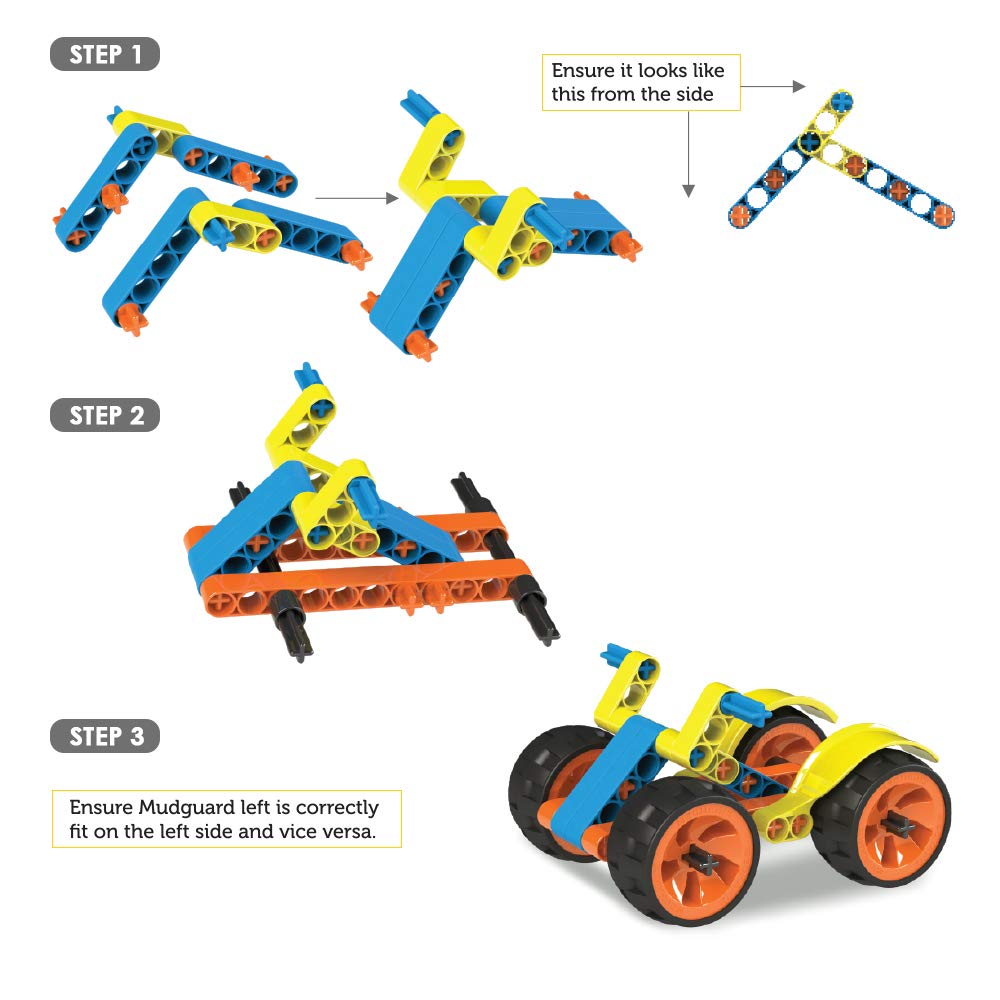 STEP 1
Ensure it looks like
this from the side
STEP 2
STEP 3
Ensure Mudguard left is correctly
fit on the left side and vice versa.